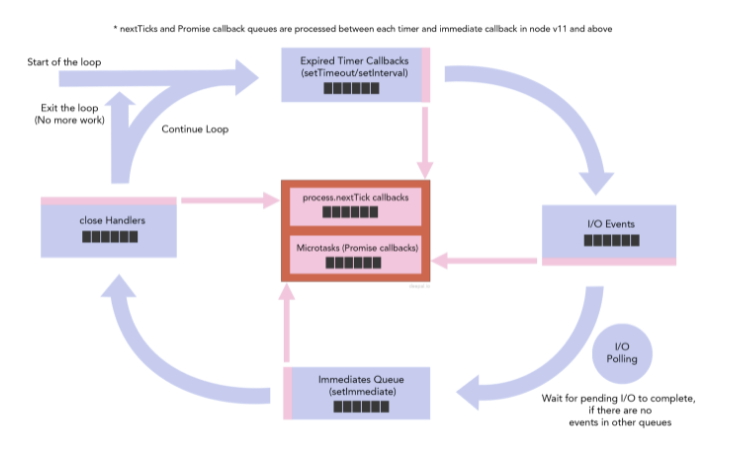 * nextTicks and Promise callback queues are processed between each timer and immediate callback in node v11 and above
Start of the loop
Expired Timer Callbacks
(setTimeout/setInterval)
Exit the loop
(No more work)
Continue Loop
process.nextTick callbacks
close Handlers
I/O Events
Microtasks (Promise callbacks)
I/O
Polling
Immediates Queue
(setImmediate)
Wait for pending I/O to complete,
if there are no
events in other queues